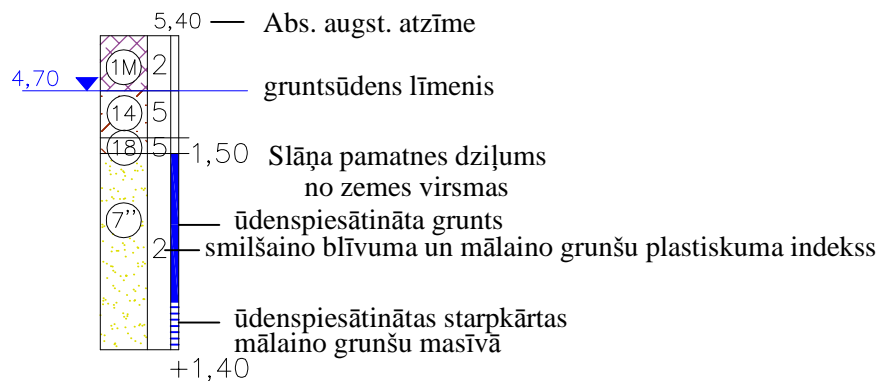 5,40 Abs. augst. atzīme
1M 2
4,70 gruntsūdens līmenis
14 5
18 5 1,50 Slāņa pamatnes dziļums
no zemes virsmas
7'' ūdenspiesātināta grunts
2 smilšaino blīvuma un mālaino grunšu plastiskuma indekss
ūdenspiesātinātas starpkārtas
mālaino grunšu masīvā
+1,40